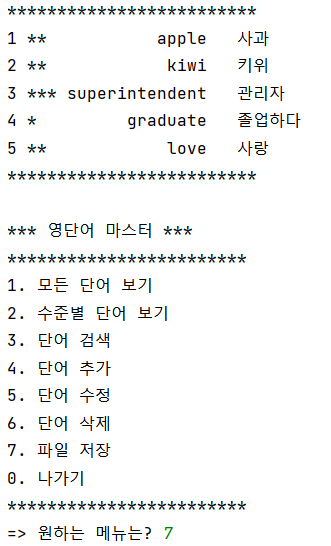 *************************
1 ** apple 사과
2 ** kiwi 키위
3 *** superintendent 관리자
4 * graduate 졸업하다
5 ** love 사랑
*************************
*** 영단어 마스터 ***
************************
1. 모든 단어 보기
2. 수준별 단어 보기
3. 단어 검색
4. 단어 추가
5. 단어 수정
6. 단어 삭제
7. 파일 저장
0. 나가기
************************
=> 원하는 메뉴는? 7